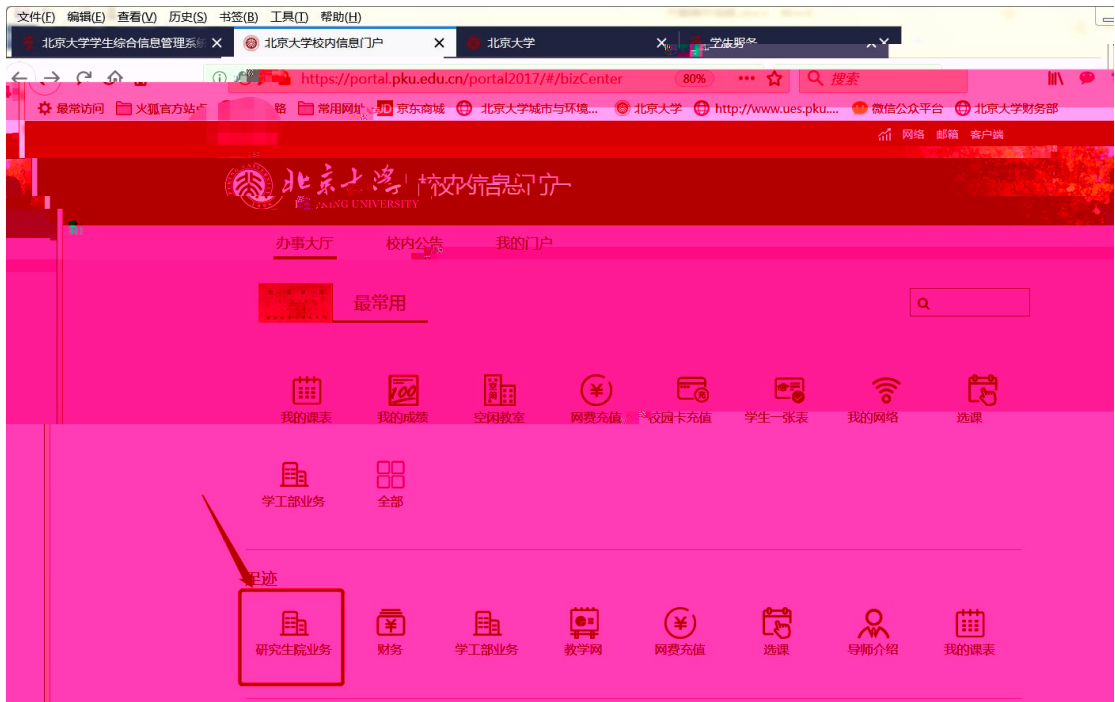 文件(F) 编辑(E) 查看(V) 历史(S) 书签(B) 工具(T) 帮助(H)
北京大学学生综合信息管理系统 北京大学校内信息门户 北京大学 学生服务
https://portal.pku.edu.cn/portal2017/#/bizCenter 80% 搜索
最常访问 火狐官方站点 常用网址 JD 京东商城 北京大学城市与环境... 北京大学 http://www.ues.pku.... 微信公众平台 北京大学财务部
网络 邮箱 客户端
北京大学 校内信息门户
PEKING UNIVERSITY
办事大厅 校内公告 我的门户
最常用
我的课表 我的成绩 空闲教室 网费充值 校园卡充值 学生一张表 我的网络 选课
学工部业务 全部
足迹
研究生院业务 财务 学工部业务 教学网 网费充值 选课 导师介绍 我的课表